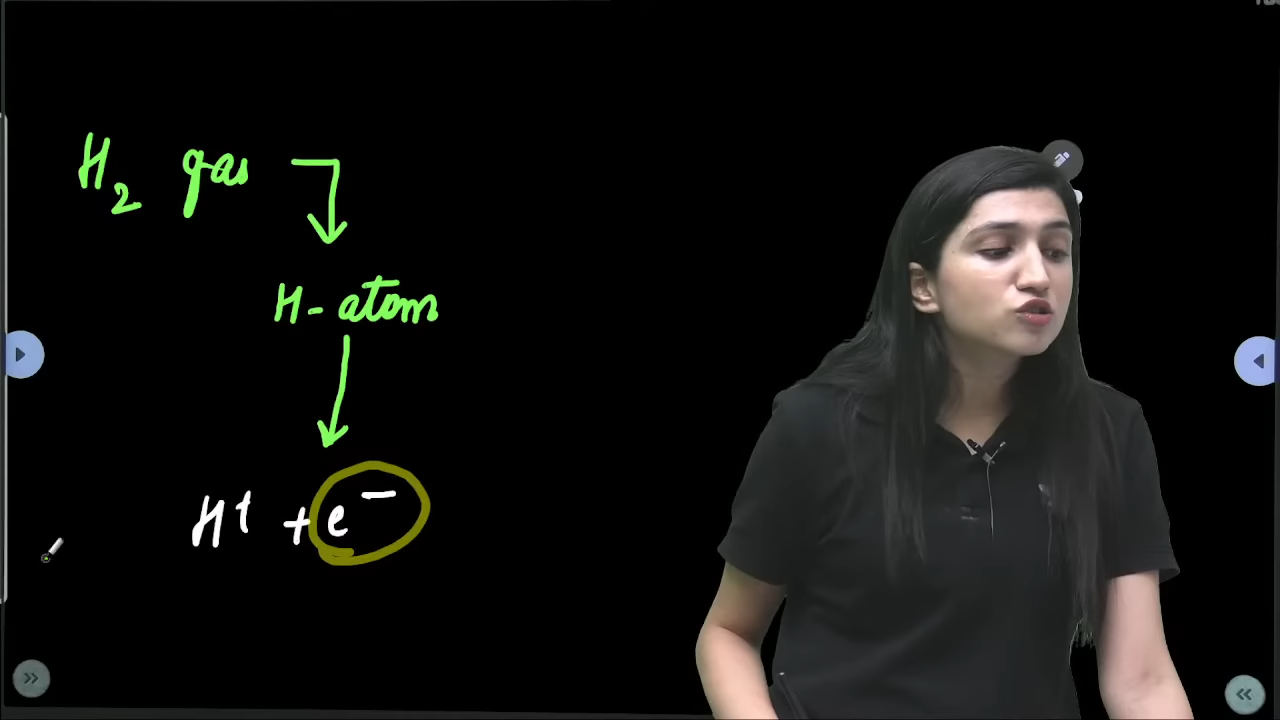 H₂ gas
H-atom
H⁺ + e⁻